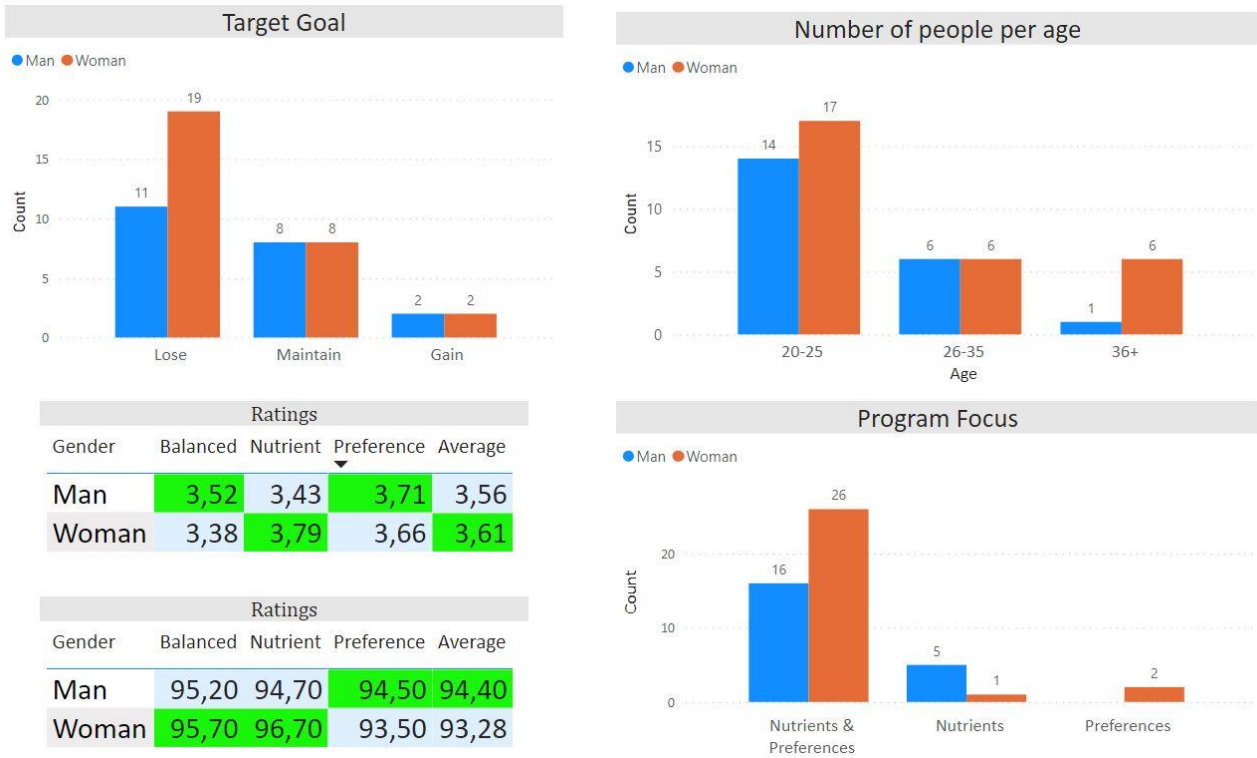 Target Goal
Man Woman
20
15
10
5
0
Count
11
19
8
8
2
2
Lose
Maintain
Gain
Number of people per age
Man Woman
15
10
5
0
Count
14
17
6
6
1
6
20-25
26-35
36+
Age
Ratings
Gender Balanced Nutrient Preference Average
Man 3,52 3,43 3,71 3,56
Woman 3,38 3,79 3,66 3,61
Ratings
Gender Balanced Nutrient Preference Average
Man 95,20 94,70 94,50 94,40
Woman 95,70 96,70 93,50 93,28
Program Focus
Man Woman
20
10
0
Count
16
26
5
1
2
Nutrients &
Preferences
Nutrients
Preferences